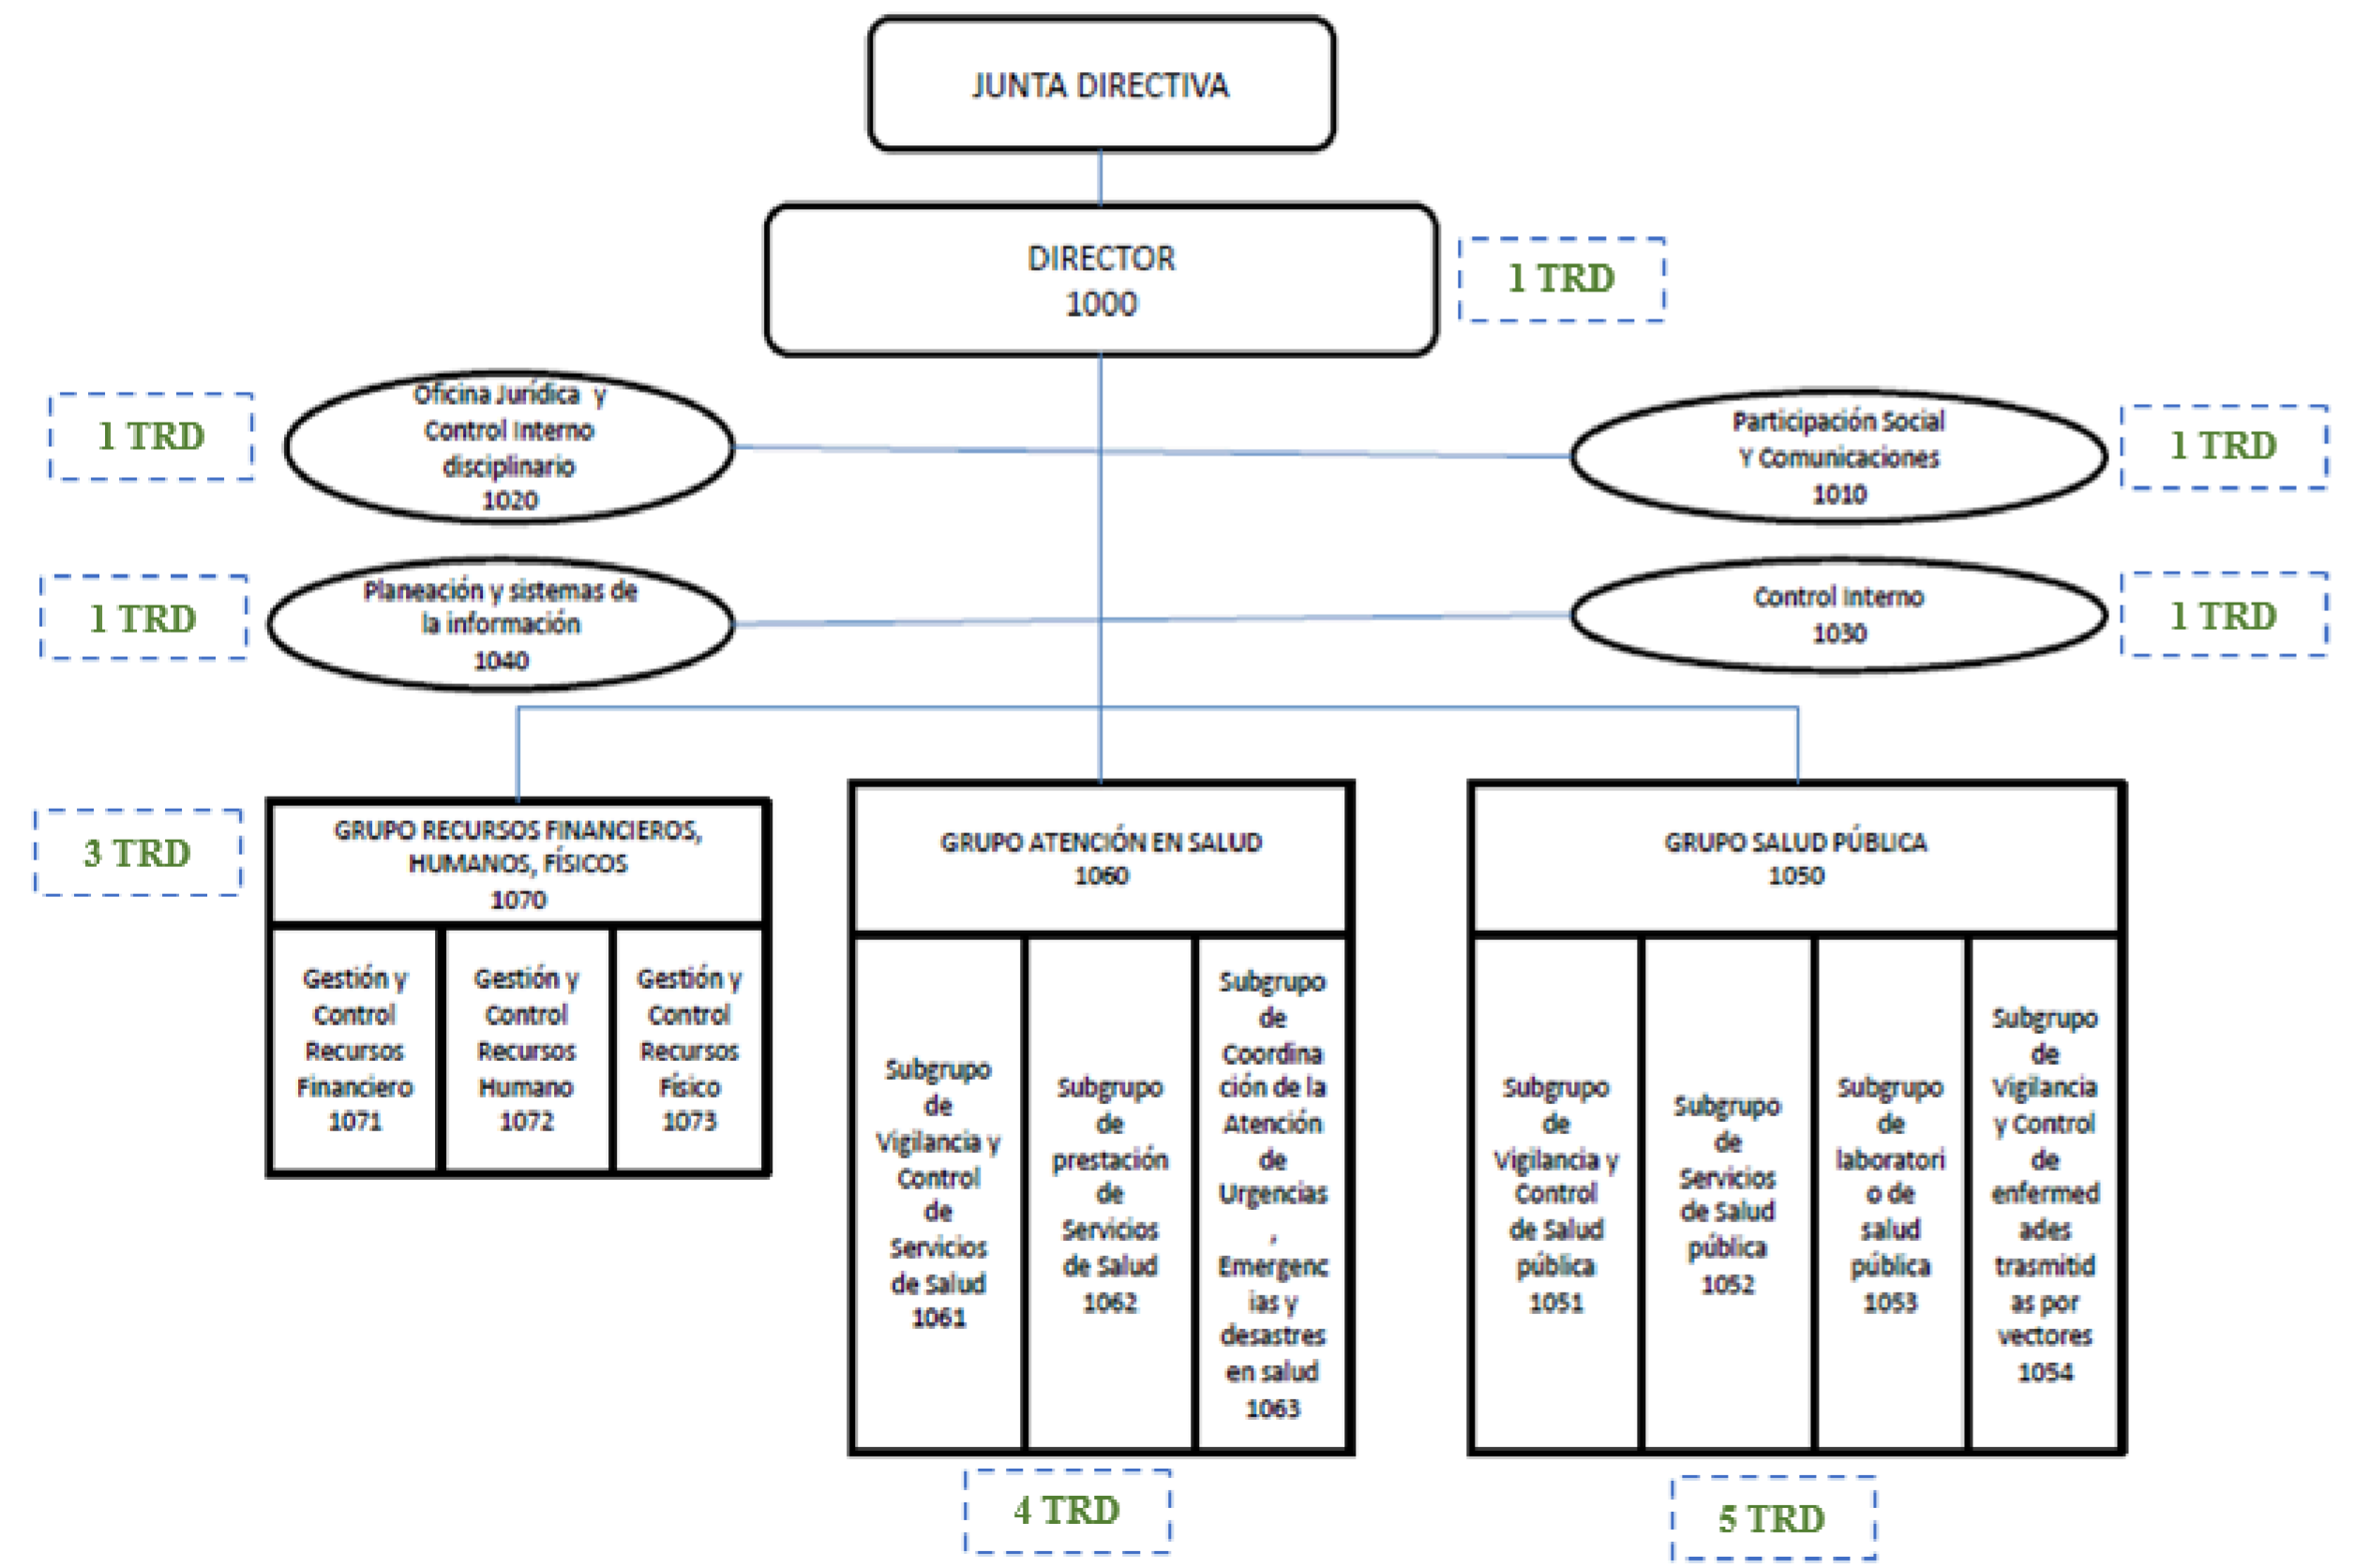 JUNTA DIRECTIVA
DIRECTOR
1000
1 TRD
1 TRD
Oficina Jurídica y
Control Interno
disciplinario
1020
Participación Social
Y Comunicaciones
1010
1 TRD
1 TRD
Planeación y sistemas de
la información
1040
Control Interno
1030
1 TRD
3 TRD
GRUPO RECURSOS FINANCIEROS,
HUMANOS, FÍSICOS
1070
Gestión y
Control
Recursos
Financiero
1071
Gestión y
Control
Recursos
Humano
1072
Gestión y
Control
Recursos
Físico
1073
GRUPO ATENCIÓN EN SALUD
1060
Subgrupo
de
Vigilancia y
Control
de
Servicios
de Salud
1061
Subgrupo
de
prestación
de
Servicios
de Salud
1062
Subgrupo
de
Coordina
ción de la
Atención
de
Urgencias
,
Emergenc
ias y
desastres
en salud
1063
4 TRD
GRUPO SALUD PÚBLICA
1050
Subgrupo
de
Vigilancia y
Control
de Salud
pública
1051
Subgrupo
de
Servicios
de Salud
pública
1052
Subgrupo
de
laboratori
o de
salud
pública
1053
Subgrupo
de
Vigilancia
y Control
de
enfermed
ades
trasmitid
as por
vectores
1054
5 TRD